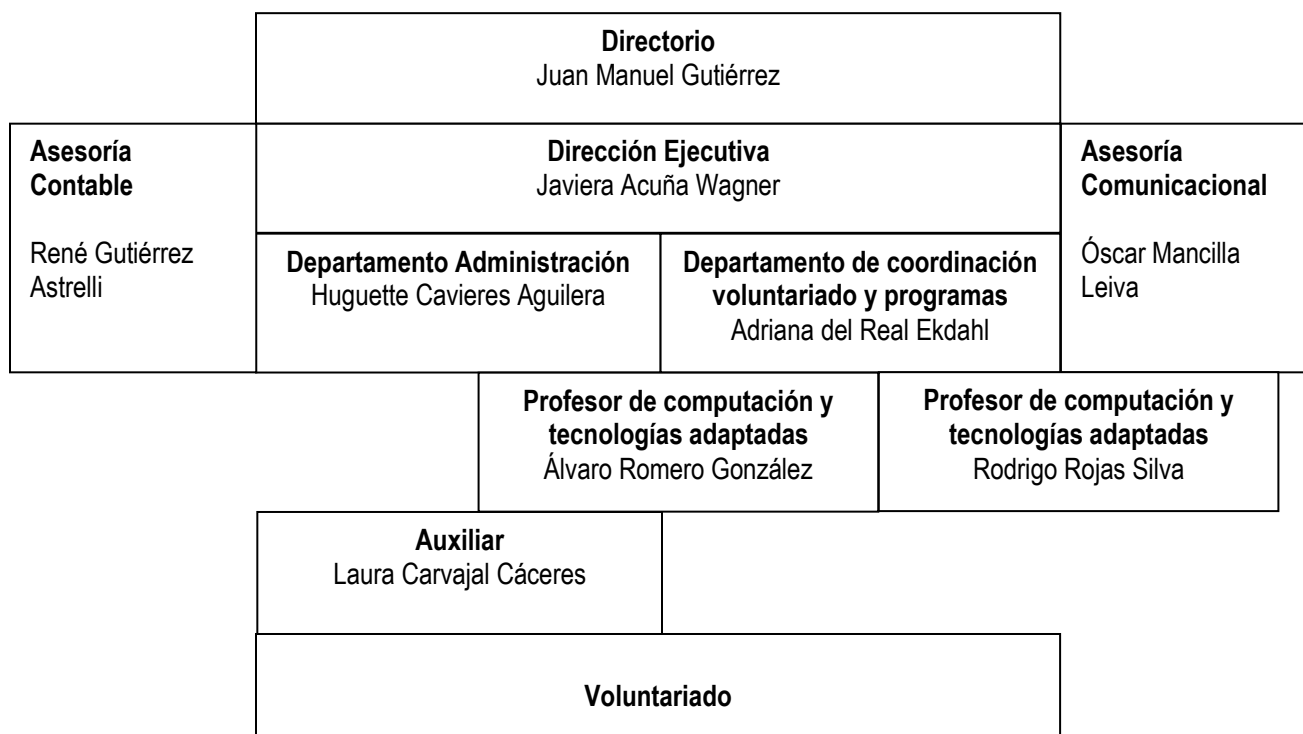 Directorio
Juan Manuel Gutiérrez
Asesoría
Contable
René Gutiérrez
Astrelli
Dirección Ejecutiva
Javiera Acuña Wagner
Asesoría
Comunicacional
Óscar Mancilla
Leiva
Departamento Administración
Huguette Cavieres Aguilera
Departamento de coordinación
voluntariado y programas
Adriana del Real Ekdahl
Profesor de computación y
tecnologías adaptadas
Álvaro Romero González
Profesor de computación y
tecnologías adaptadas
Rodrigo Rojas Silva
Auxiliar
Laura Carvajal Cáceres
Voluntariado